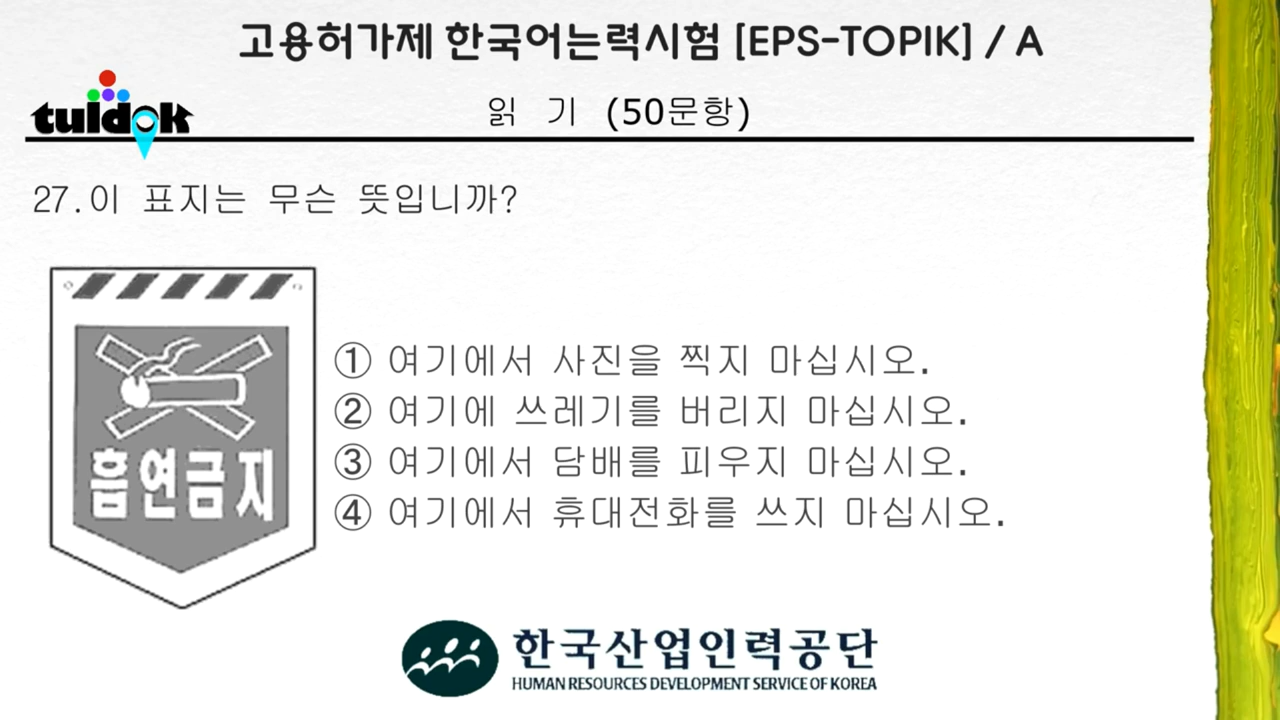 고용허가제 한국어능력시험 [EPS-TOPIK] / A
tuldok
읽 기 (50문항)
27.이 표지는 무슨 뜻입니까?
흡연금지
① 여기에서 사진을 찍지 마십시오.
② 여기에 쓰레기를 버리지 마십시오.
③ 여기에서 담배를 피우지 마십시오.
④ 여기에서 휴대전화를 쓰지 마십시오.
한국산업인력공단
HUMAN RESOURCES DEVELOPMENT SERVICE OF KOREA